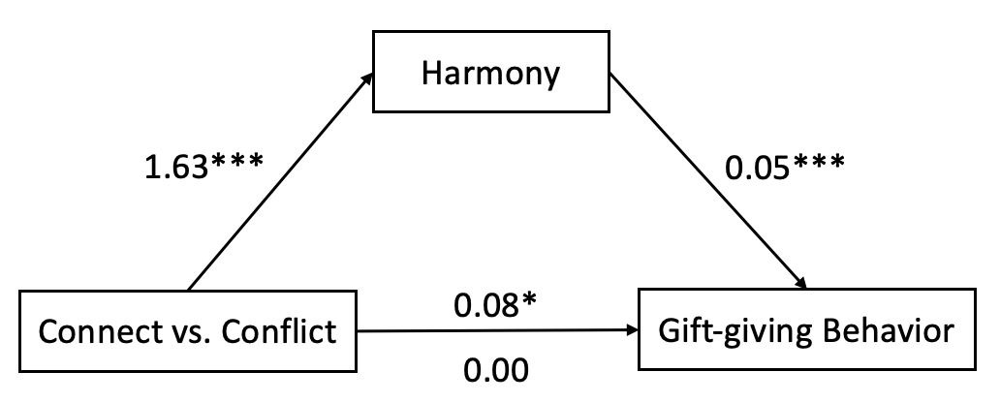 Harmony
1.63***
0.05***
Connect vs. Conflict
0.08*
0.00
Gift-giving Behavior